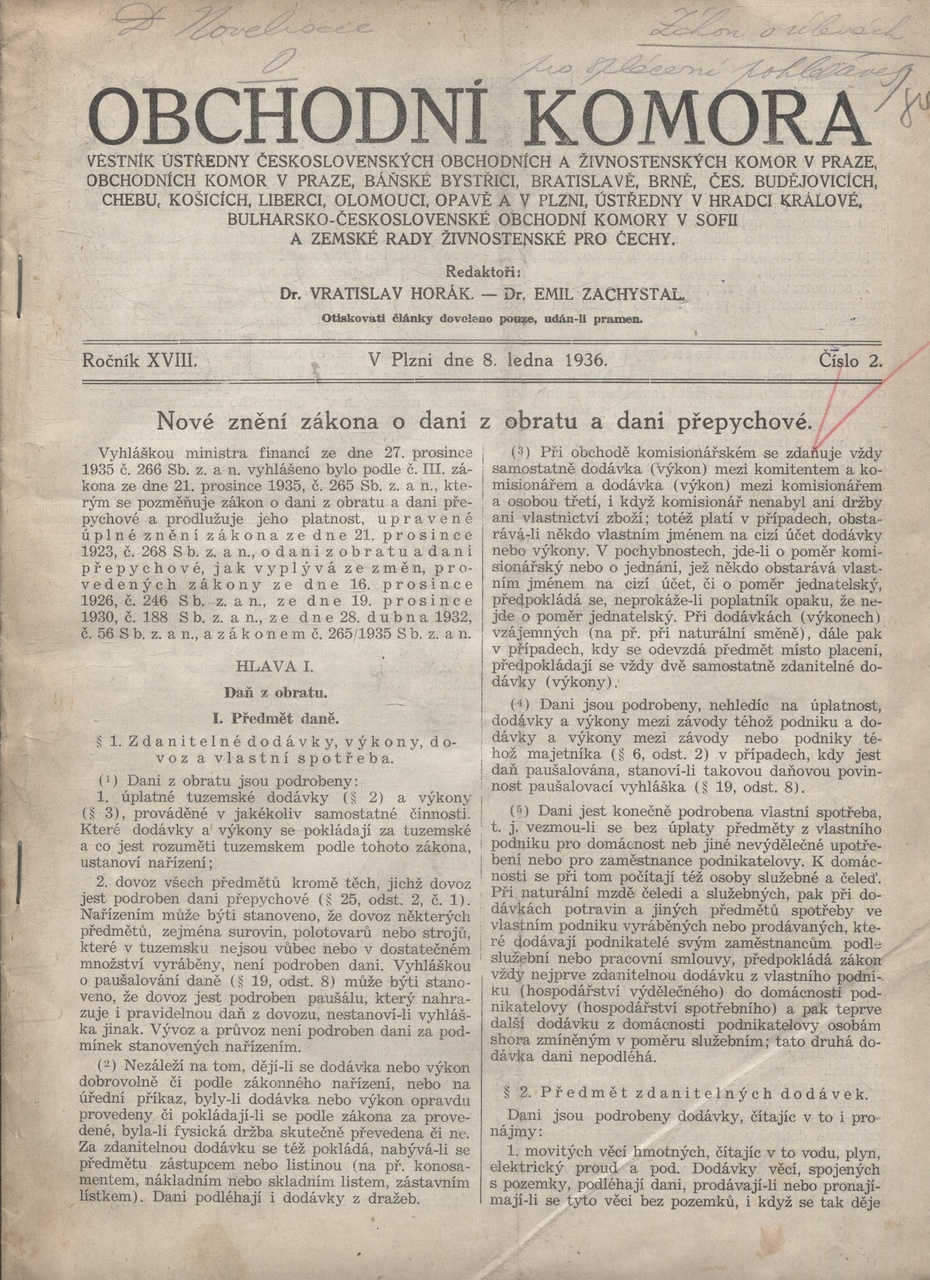 Novelisace
Zákon o úlevách
pro splácení pohledáv
OBCHODNÍ KOMORA
VĚSTNÍK ÚSTŘEDNY ČESKOSLOVENSKÝCH OBCHODNÍCH A ŽIVNOSTENSKÝCH KOMOR V PRAZE,
OBCHODNÍCH KOMOR V PRAZE, BÁŇSKÉ BYSTŘICI, BRATISLAVĚ, BRNĚ, ČES. BUDĚJOVICÍCH,
CHEBU, KOŠICÍCH, LIBERCI, OLOMOUCI, OPAVĚ A V PLZNI, ÚSTŘEDNY V HRADCI KRÁLOVÉ,
BULHARSKO-ČESKOSLOVENSKÉ OBCHODNÍ KOMORY V SOFII
A ZEMSKÉ RADY ŽIVNOSTENSKÉ PRO ČECHY.
Redaktoři:
Dr. VRATISLAV HORÁK. — Dr. EMIL ZACHYSTAL.
Otiskovati články dovoleno pouze, udán-li pramen.
Ročník XVIII. V Plzni dne 8. ledna 1936. Číslo 2.
Nové znění zákona o dani z obratu a dani přepychové.
Vyhláškou ministra financí ze dne 27. prosince
1935 č. 266 Sb. z. a n. vyhlášeno bylo podle č. III. zá-
kona ze dne 21. prosince 1935, č. 265 Sb. z. a n., kte-
rým se pozměňuje zákon o dani z obratu a dani pře-
pychové a prodlužuje jeho platnost, upravené
úplné znění zákona ze dne 21. prosince
1923, č. 268 Sb. z. a n., o dani z obratu a dani
přepychové, jak vyplývá ze změn, pro-
vedených zákony ze dne 16. prosince
1926, č. 246 Sb. z. a n., ze dne 19. prosince
1930, č. 188 Sb. z. a n., ze dne 28. dubna 1932,
č. 56 Sb. z. a n., a zákonem č. 265/1935 Sb. z. a n.
HLAVA I.
Daň z obratu.
I. Předmět daně.
§ 1. Zdanitelné dodávky, výkony, do-
voz a vlastní spotřeba.
(1) Dani z obratu jsou podrobeny:
1. úplatné tuzemské dodávky (§ 2) a výkony
(§ 3), prováděné v jakékoliv samostatné činnosti.
Které dodávky a výkony se pokládají za tuzemské
a co jest rozuměti tuzemskem podle tohoto zákona,
ustanoví nařízení;
2. dovoz všech předmětů kromě těch, jichž dovoz
jest podroben dani přepychové (§ 25, odst. 2, č. 1).
Nařízením může býti stanoveno, že dovoz některých
předmětů, zejména surovin, polotovarů nebo strojů,
které v tuzemsku nejsou vůbec nebo v dostatečném
množství vyráběny, není podroben dani. Vyhláškou
o paušalování daně (§ 19, odst. 8) může býti stano-
veno, že dovoz jest podroben paušálu, který nahra-
zuje i pravidelnou daň z dovozu, nestanoví-li vyhláš-
ka jinak. Vývoz a průvoz není podroben dani za pod-
mínek stanovených nařízením.
(2) Nezáleží na tom, dějí-li se dodávka nebo výkon
dobrovolně či podle zákonného nařízení, nebo na
úřední příkaz, byly-li dodávka nebo výkon opravdu
provedeny či pokládají-li se podle zákona za prove-
dené, byla-li fysická držba skutečně převedena či ne.
Za zdanitelnou dodávku se též pokládá, nabývá-li se
předmětu zástupcem nebo listinou (na př. konosa-
mentem, nákladním nebo skladním listem, zástavním
lístkem). Dani podléhají i dodávky z dražeb.
(3) Při obchodě komisionářském se zdaňuje vždy
samostatně dodávka (výkon) mezi komitentem a ko-
misionářem a dodávka (výkon) mezi komisionářem
a osobou třetí, i když komisionář nenabyl ani držby
ani vlastnictví zboží; totéž platí v případech, obsta-
rává-li někdo vlastním jménem na cizí účet dodávky
nebo výkony. V pochybnostech, jde-li o poměr komi-
sionářský nebo o jednání, jež někdo obstarává vlast-
ním jménem na cizí účet, či o poměr jednatelský,
předpokládá se, neprokáže-li poplatník opaku, že ne-
jde o poměr jednatelský. Při dodávkách (výkonech)
vzájemných (na př. při naturální směně), dále pak
v případech, kdy se odevzdá předmět místo placení,
předpokládají se vždy dvě samostatně zdanitelné do-
dávky (výkony).
(4) Dani jsou podrobeny, nehledíc na úplatnost,
dodávky a výkony mezi závody téhož podniku a do-
dávky a výkony mezi závody nebo podniky té-
hož majetníka (§ 6, odst. 2) v případech, kdy jest
daň paušalována, stanoví-li takovou daňovou povin-
nost paušalovací vyhláška (§ 19, odst. 8).
(5) Dani jest konečně podrobena vlastní spotřeba,
t. j. vezmou-li se bez úplaty předměty z vlastního
podniku pro domácnost neb jiné nevýdělečné upotře-
bení nebo pro zaměstnance podnikatelovy. K domác-
nosti se při tom počítají též osoby služebné a čeleď.
Při naturální mzdě čeledi a služebných, pak při do-
dávkách potravin a jiných předmětů spotřeby ve
vlastním podniku vyráběných nebo prodávaných, kte-
ré dodávají podnikatelé svým zaměstnancům podle
služební nebo pracovní smlouvy, předpokládá zákon
vždy nejprve zdanitelnou dodávku z vlastního podni-
ku (hospodářství výdělečného) do domácnosti pod-
nikatelovy (hospodářství spotřebního) a pak teprve
další dodávku z domácnosti podnikatelovy osobám
shora zmíněným v poměru služebním; tato druhá do-
dávka dani nepodléhá.
§ 2. Předmět zdanitelných dodávek.
Dani jsou podrobeny dodávky, čítajíc v to i pro-
nájmy:
1. movitých věcí hmotných, čítajíc v to vodu, plyn,
elektrický proud a pod. Dodávky věcí, spojených
s pozemky, podléhají dani, prodávají-li nebo pronají-
mají-li se tyto věci bez pozemků, i když se tak děje